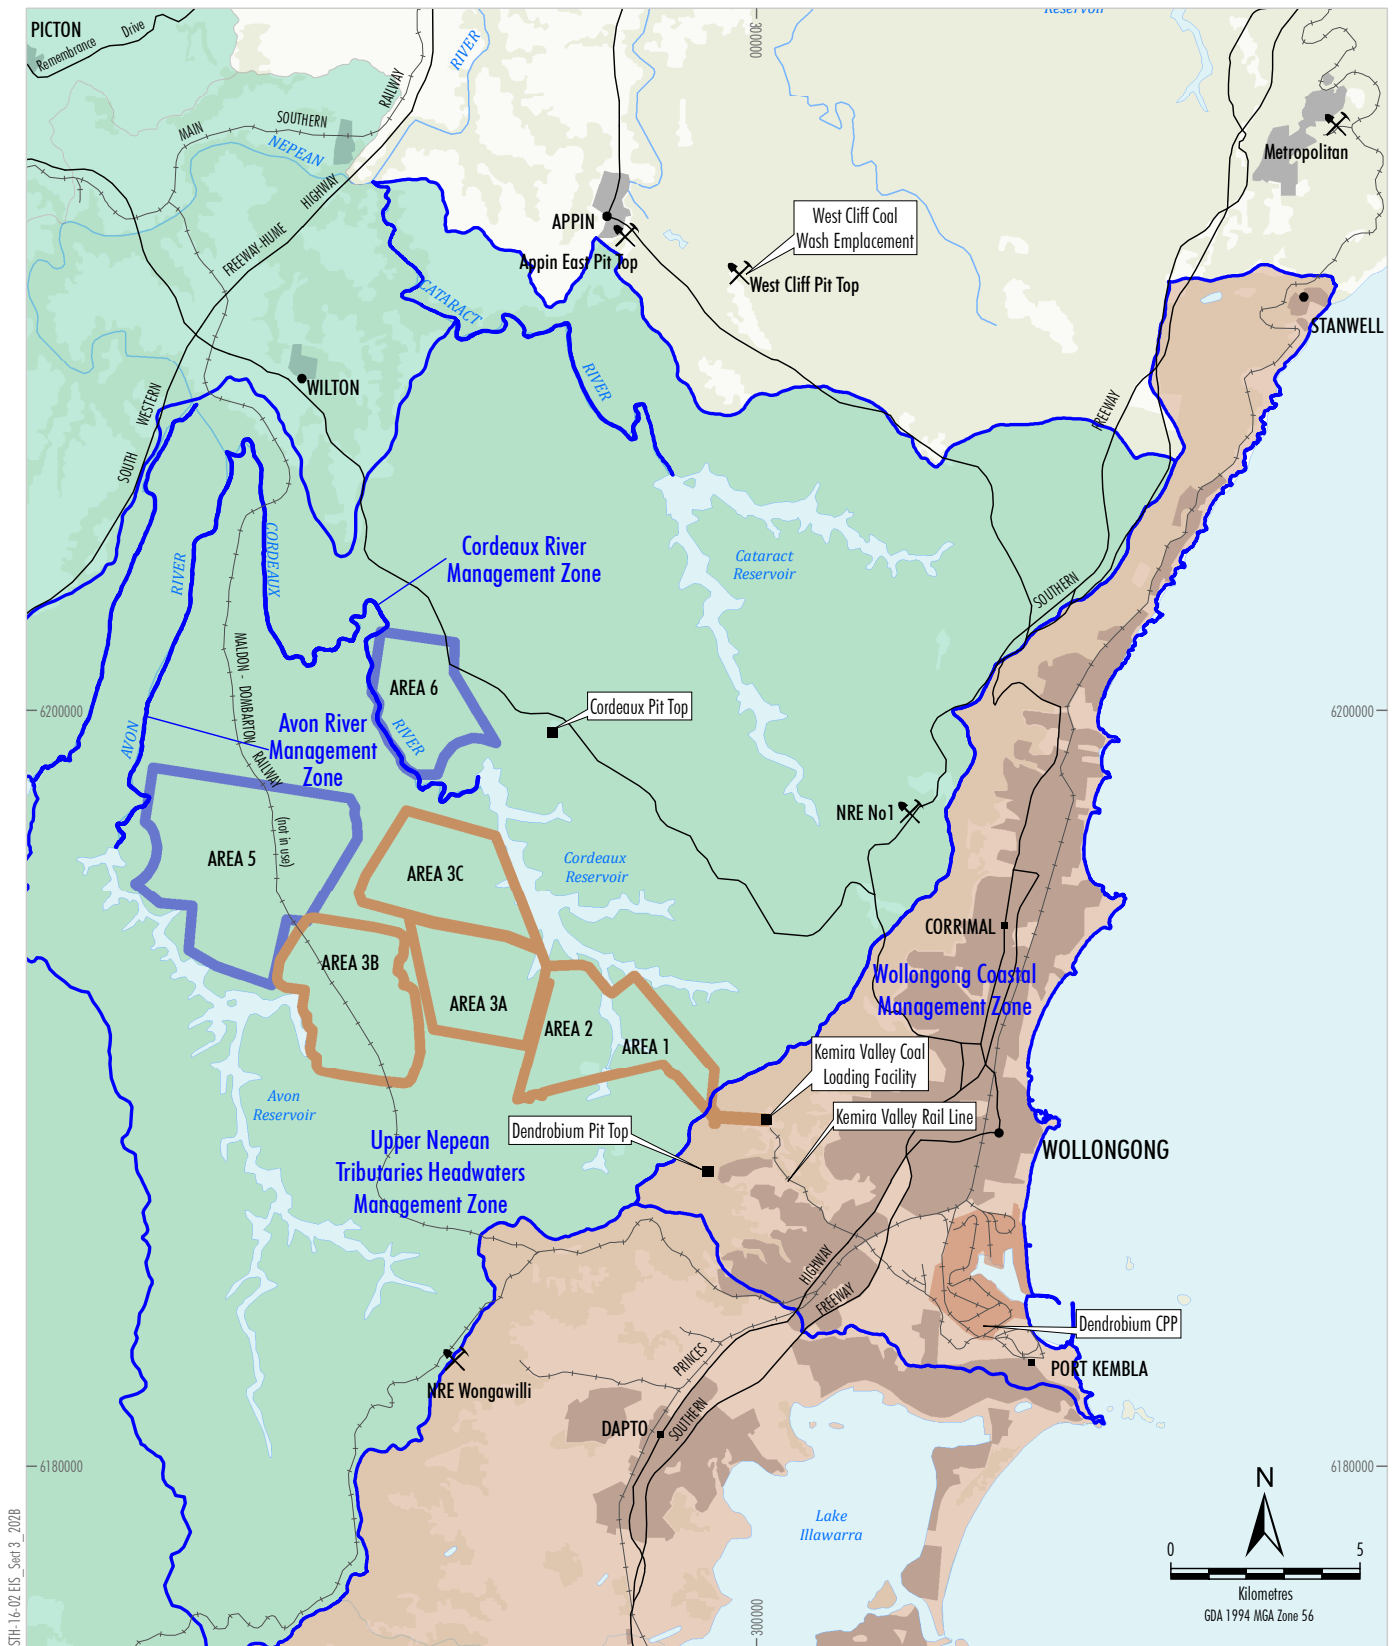 PICTON
Remembrance Drive
RIVER
RAILWAY
MAIN SOUTHERN
NEPEAN
FREEWAY-HUME HIGHWAY
300000
Reservoir
Metropolitan
APPIN
Appin East Pit Top
West Cliff Coal
Wash Emplacement
West Cliff Pit Top
CATARACT
RIVER
STANWELL
WILTON
SOUTH WESTERN
FREEWAY
Cordeaux River
Management Zone
RIVER
CORDEAUX
Cataract
Reservoir
SOUTHERN
MALDON - DOMBARTON RAILWAY
(not in use)
AREA 6
RIVER
Cordeaux Pit Top
6200000
6200000
AVON
Avon River
Management
Zone
NRE No1
AREA 5
AREA 3C
Cordeaux
Reservoir
CORRIMAL
AREA 3B
Wollongong Coastal
Management Zone
AREA 3A
AREA 2
AREA 1
Kemira Valley Coal
Loading Facility
Avon
Reservoir
Dendrobium Pit Top
Kemira Valley Rail Line
WOLLONGONG
Upper Nepean
Tributaries Headwaters
Management Zone
HIGHWAY
FREEWAY
Dendrobium CPP
PRINCES
PORT KEMBLA
NRE Wongawilli
DAPTO
SOUTHERN
6180000
6180000
N
Lake
Illawarra
0 5
Kilometres
GDA 1994 MGA Zone 56
300000
STH-16-02 EIS_Sect 3_202B